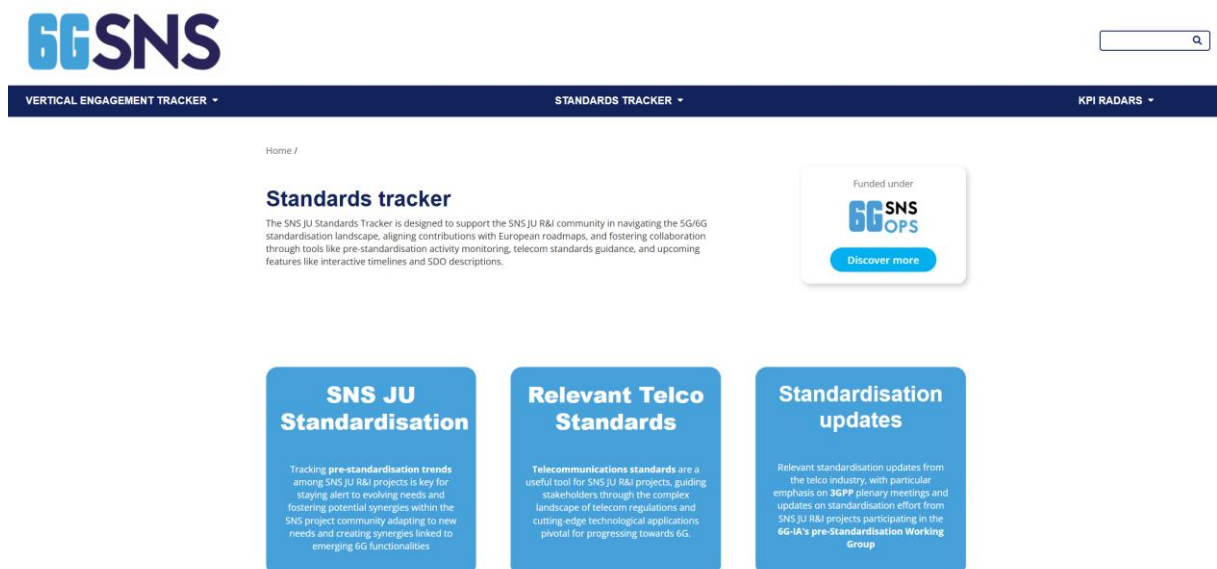 6GSNS
VERTICAL ENGAGEMENT TRACKER
STANDARDS TRACKER
KPI RADARS
Home /
Standards tracker
The SNS JU Standards Tracker is designed to support the SNS JU R&I community in navigating the 5G/6G
standardisation landscape, aligning contributions with European roadmaps, and fostering collaboration
through tools like pre-standardisation activity monitoring, telecom standards guidance, and upcoming
features like interactive timelines and SDO descriptions.
Funded under
6G SNS
OPS
Discover more
SNS JU
Standardisation
Tracking pre-standardisation trends
among SNS JU R&I projects is key for
staying alert to evolving needs and
fostering potential synergies within the
SNS project community adapting to new
needs and creating synergies linked to
emerging 6G functionalities
Relevant Telco
Standards
Telecommunications standards are a
useful tool for SNS JU R&I projects, guiding
stakeholders through the complex
landscape of telecom regulations and
cutting-edge technological applications
pivotal for progressing towards 6G.
Standardisation
updates
Relevant standardisation updates from
the telco industry, with particular
emphasis on 3GPP plenary meetings and
updates on standardisation effort from
SNS JU R&I projects participating in the
6G-IA's pre-Standardisation Working
Group